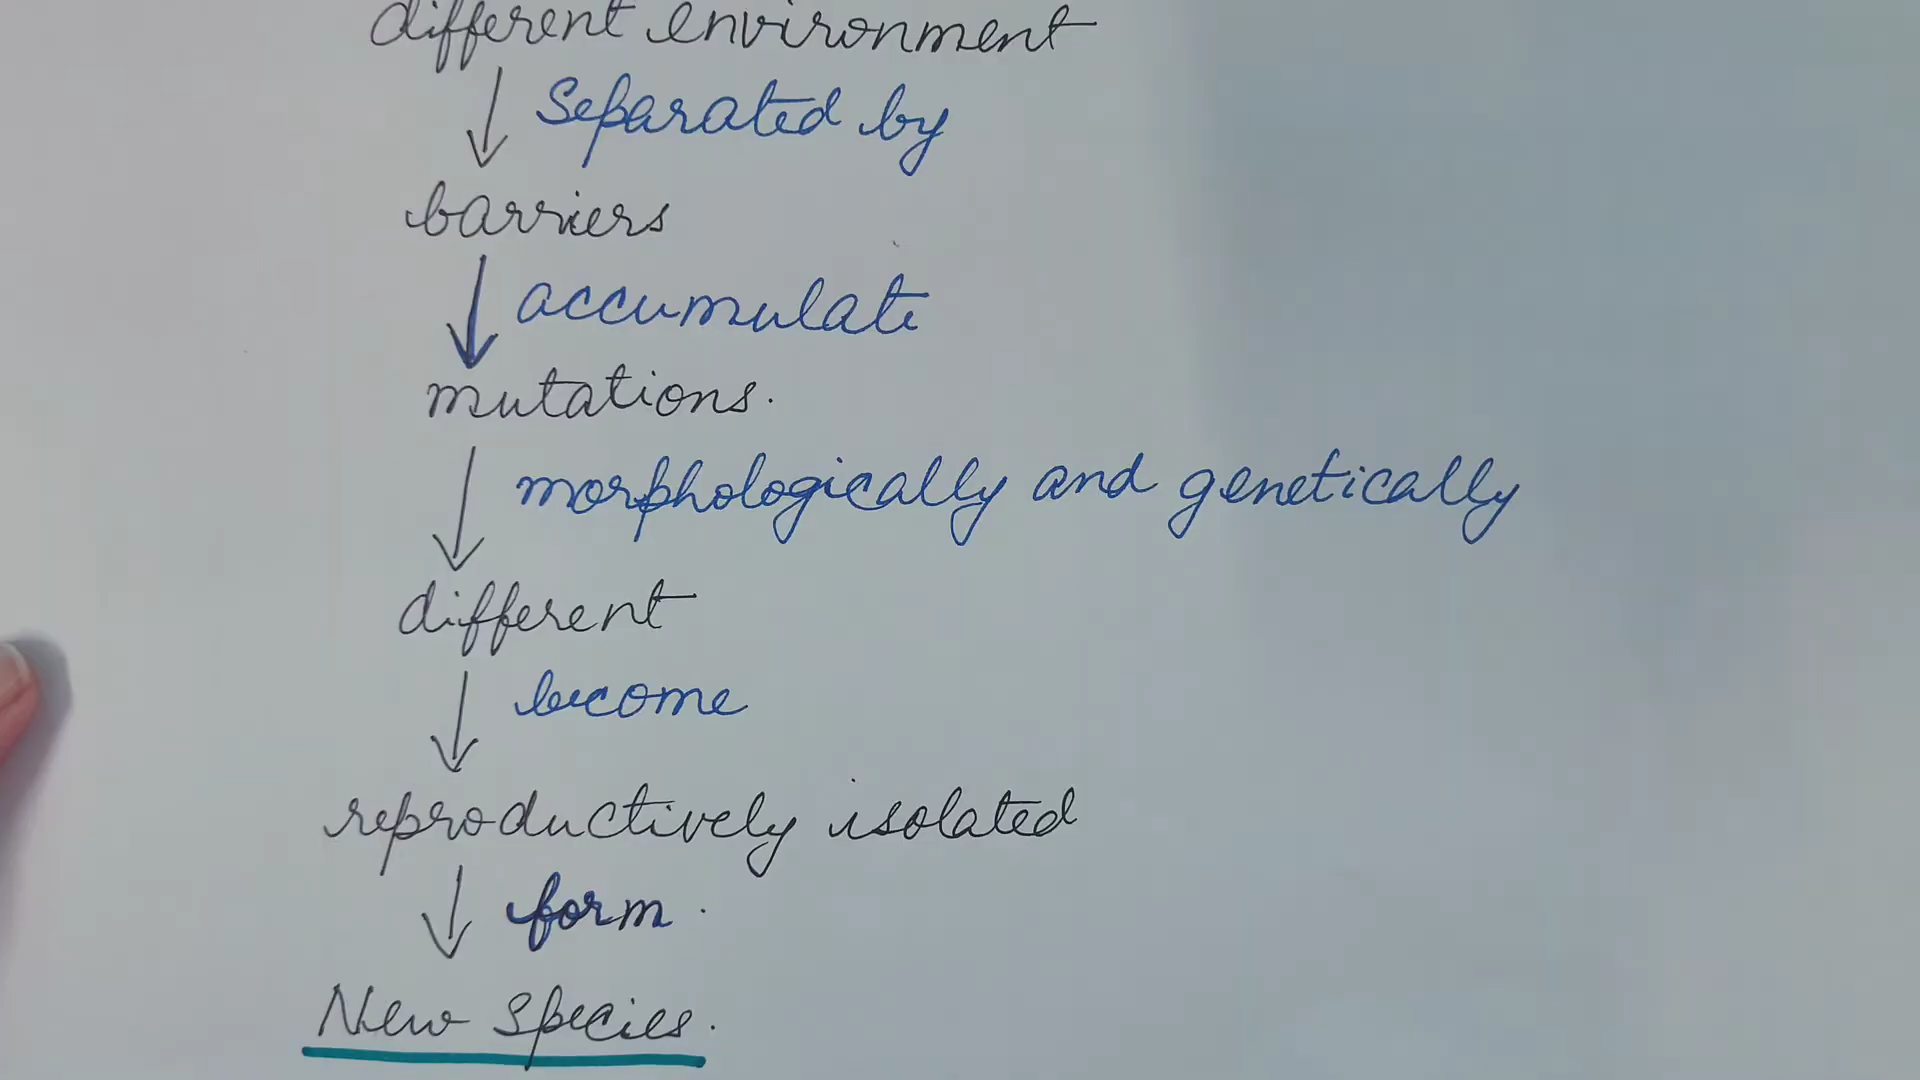 different environment
Separated by
barriers
accumulate
mutations.
morphologically and genetically
different
become
reproductively isolated
form.
New Species.